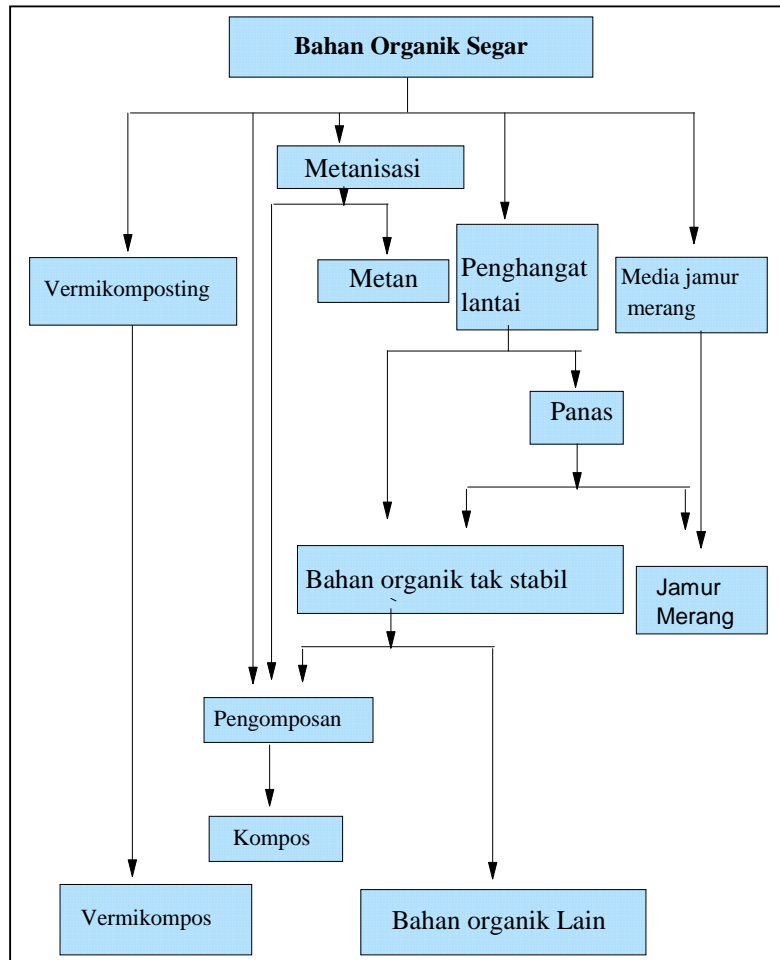 Bahan Organik Segar
Metanisasi
Vermikomposting
Metan
Penghangat
lantai
Media jamur
merang
Panas
Bahan organik tak stabil
Jamur
Merang
Pengomposan
Kompos
Vermikompos
Bahan organik Lain